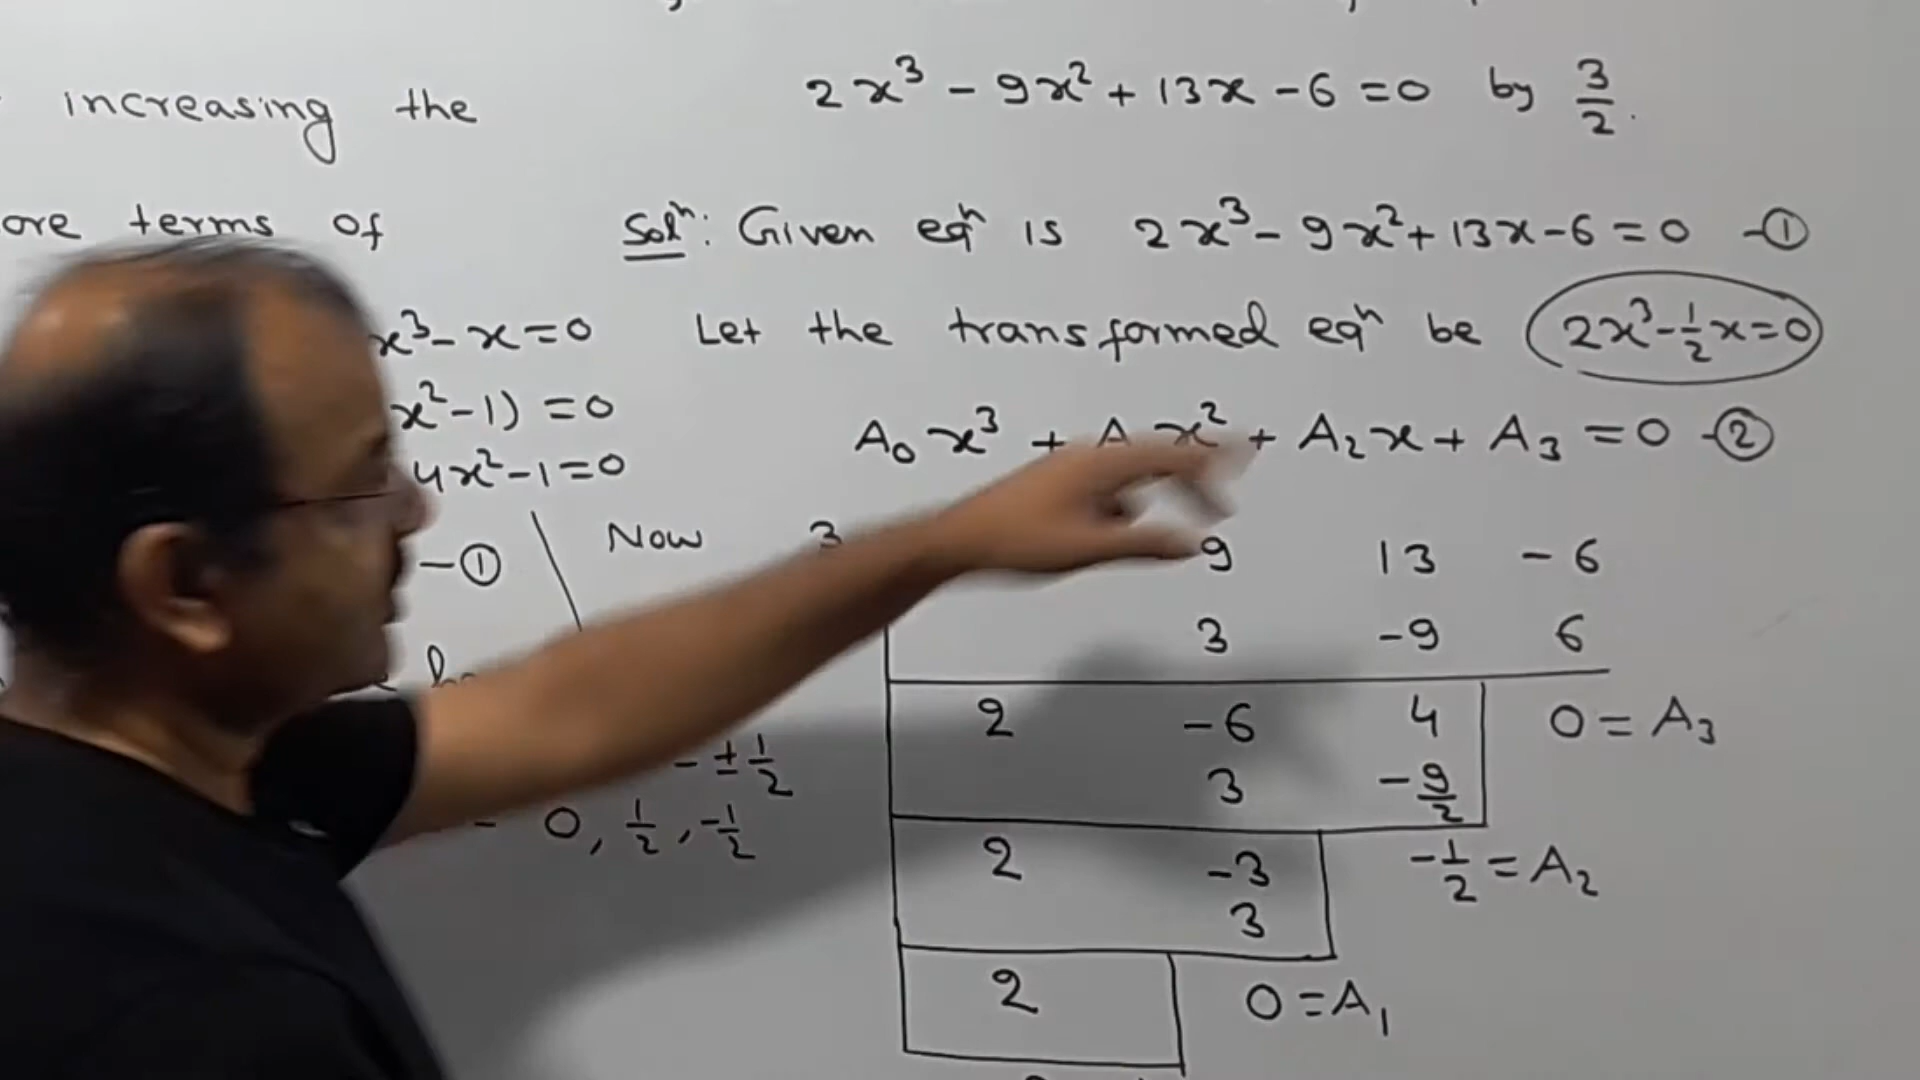 increasing the
ore terms of
x³ - x = 0
x² - 1) = 0
4x² - 1 = 0
- ①
- ± 1/2
- 0, 1/2, -1/2
2x³ - 9x² + 13x - 6 = 0 by 3/2.
Solⁿ: Given eqⁿ is 2x³ - 9x² + 13x - 6 = 0 - ①
Let the transformed eqⁿ be 2x³ - 1/2 x = 0
A₀x³ + A x² + A₂x + A₃ = 0 - ②
Now 3 9 13 - 6
3 -9 6
2 -6 4 0 = A₃
3 -9/2
2 -3 -1/2 = A₂
3
2 0 = A₁